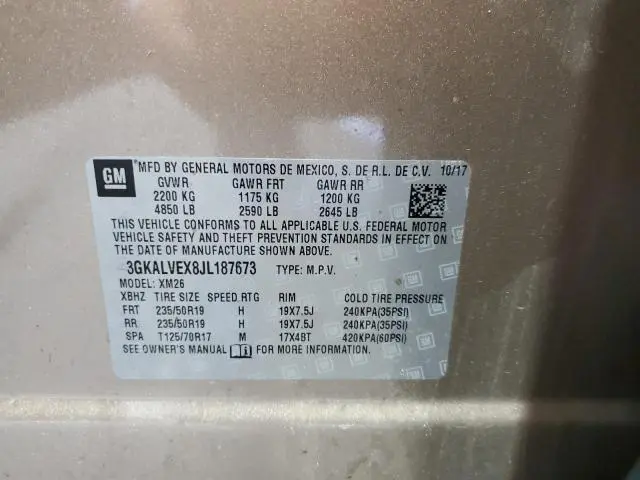 GM
*MFD BY GENERAL MOTORS DE MEXICO, S. DE R.L. DE C.V. 10/17
GVWR GAWR FRT GAWR RR
2200 KG 1175 KG 1200 KG
4850 LB 2590 LB 2645 LB
THIS VEHICLE CONFORMS TO ALL APPLICABLE U.S. FEDERAL MOTOR
VEHICLE SAFETY AND THEFT PREVENTION STANDARDS IN EFFECT ON
THE DATE OF MANUFACTURE SHOWN ABOVE.
3GKALVEX8JL187673 TYPE: M.P.V.
MODEL: XM26
XBHZ TIRE SIZE SPEED RTG RIM COLD TIRE PRESSURE
FRT 235/50R19 H 19X7.5J 240KPA(35PSI)
RR 235/50R19 H 19X7.5J 240KPA(35PSI)
SPA T125/70R17 M 17X4BT 420KPA(60PSI)
SEE OWNER'S MANUAL i FOR MORE INFORMATION.